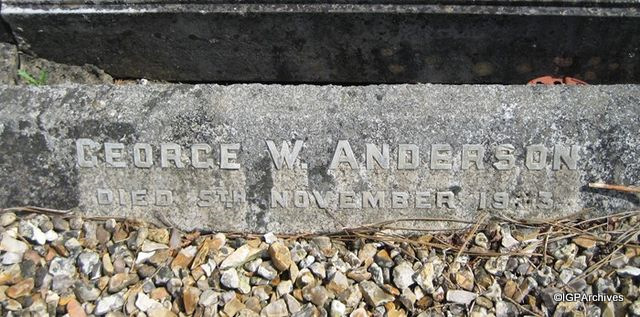 George W. Anderson
Died 5th November
©IGPArchives